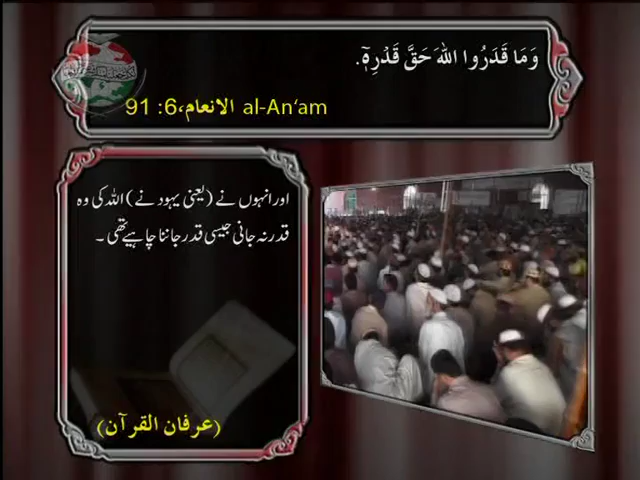 وَمَا قَدَرُوا اللهَ حَقَّ قَدْرِهٖٓ.
الانعام،6: 91 al-An‘am
اور انہوں نے (یعنی یہود نے) اللہ کی وہ
قدر نہ جانی جیسی قدر جاننا چاہیے تھی۔
(عرفان القرآن)